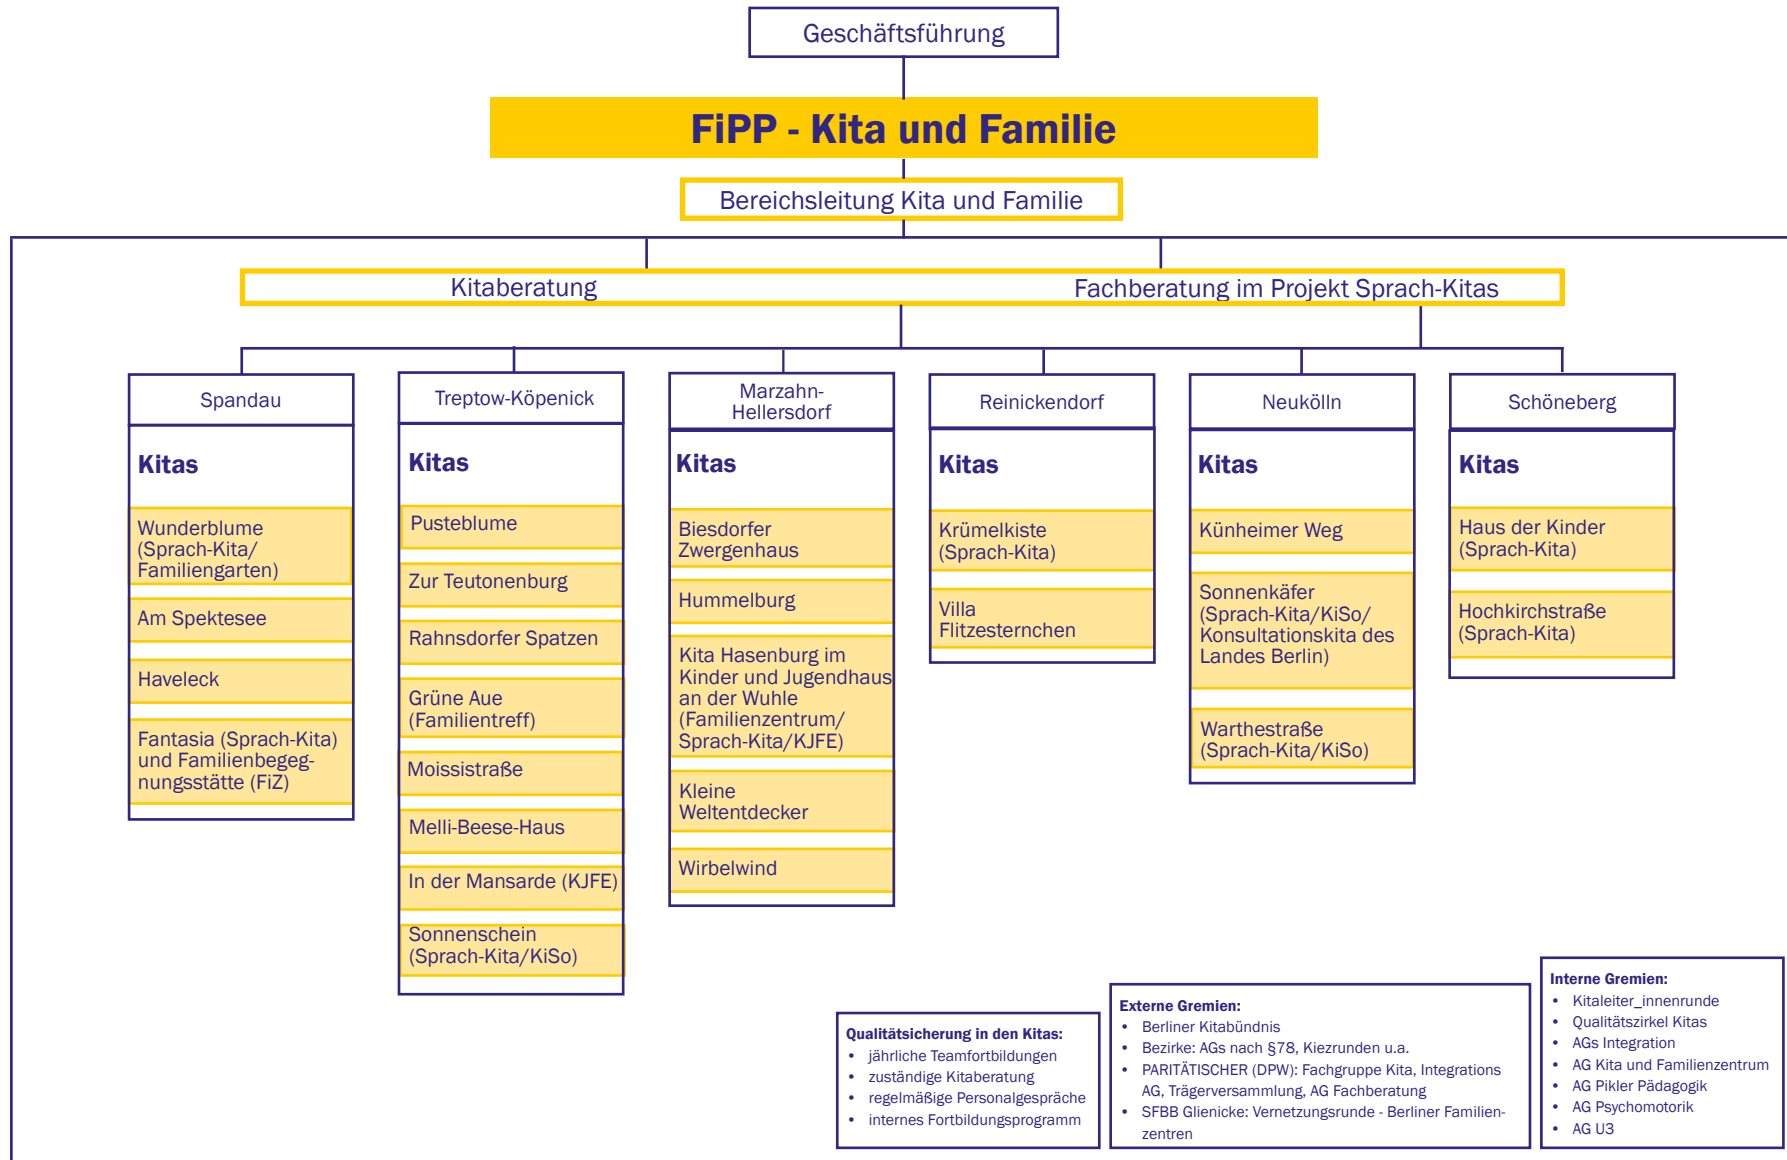 Geschäftsführung
FiPP - Kita und Familie
Bereichsleitung Kita und Familie
Kitaberatung
Fachberatung im Projekt Sprach-Kitas
Spandau
Kitas
Wunderblume
(Sprach-Kita/
Familiengarten)
Am Spektesee
Haveleck
Fantasia (Sprach-Kita)
und Familienbegeg-
nungsstätte (FiZ)
Treptow-Köpenick
Kitas
Pusteblume
Zur Teutonenburg
Rahnsdorfer Spatzen
Grüne Aue
(Familientreff)
Moissistraße
Melli-Beese-Haus
In der Mansarde (KJFE)
Sonnenschein
(Sprach-Kita/KiSo)
Marzahn-
Hellersdorf
Kitas
Biesdorfer
Zwergenhaus
Hummelburg
Kita Hasenburg im
Kinder und Jugendhaus
an der Wuhle
(Familienzentrum/
Sprach-Kita/KJFE)
Kleine
Weltentdecker
Wirbelwind
Reinickendorf
Kitas
Krümelkiste
(Sprach-Kita)
Villa
Flitzesternchen
Neukölln
Kitas
Künheimer Weg
Sonnenkäfer
(Sprach-Kita/KiSo/
Konsultationskita des
Landes Berlin)
Warthestraße
(Sprach-Kita/KiSo)
Schöneberg
Kitas
Haus der Kinder
(Sprach-Kita)
Hochkirchstraße
(Sprach-Kita)
Qualitätsicherung in den Kitas:
• jährliche Teamfortbildungen
• zuständige Kitaberatung
• regelmäßige Personalgespräche
• internes Fortbildungsprogramm
Externe Gremien:
• Berliner Kitabündnis
• Bezirke: AGs nach §78, Kiezrunden u.a.
• PARITÄTISCHER (DPW): Fachgruppe Kita, Integrations
AG, Trägerversammlung, AG Fachberatung
• SFBB Glienicke: Vernetzungsrunde - Berliner Familien-
zentren
Interne Gremien:
• Kitaleiter_innenrunde
• Qualitätszirkel Kitas
• AGs Integration
• AG Kita und Familienzentrum
• AG Pikler Pädagogik
• AG Psychomotorik
• AG U3